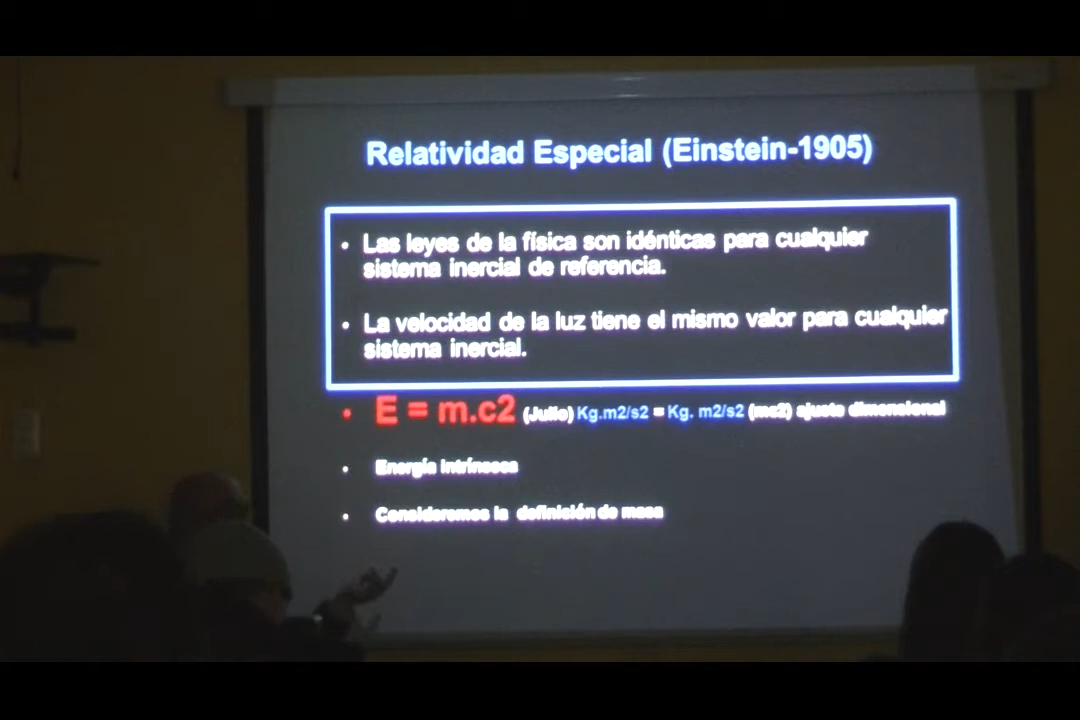 Relatividad Especial (Einstein-1905)
• Las leyes de la física son idénticas para cualquier
sistema inercial de referencia.
• La velocidad de la luz tiene el mismo valor para cualquier
sistema inercial.
• E = m.c2 (Julio) Kg.m2/s2 = Kg. m2/s2 (mc2) ajuste dimensional
• Energía intrínseca
• Consideremos la definición de masa